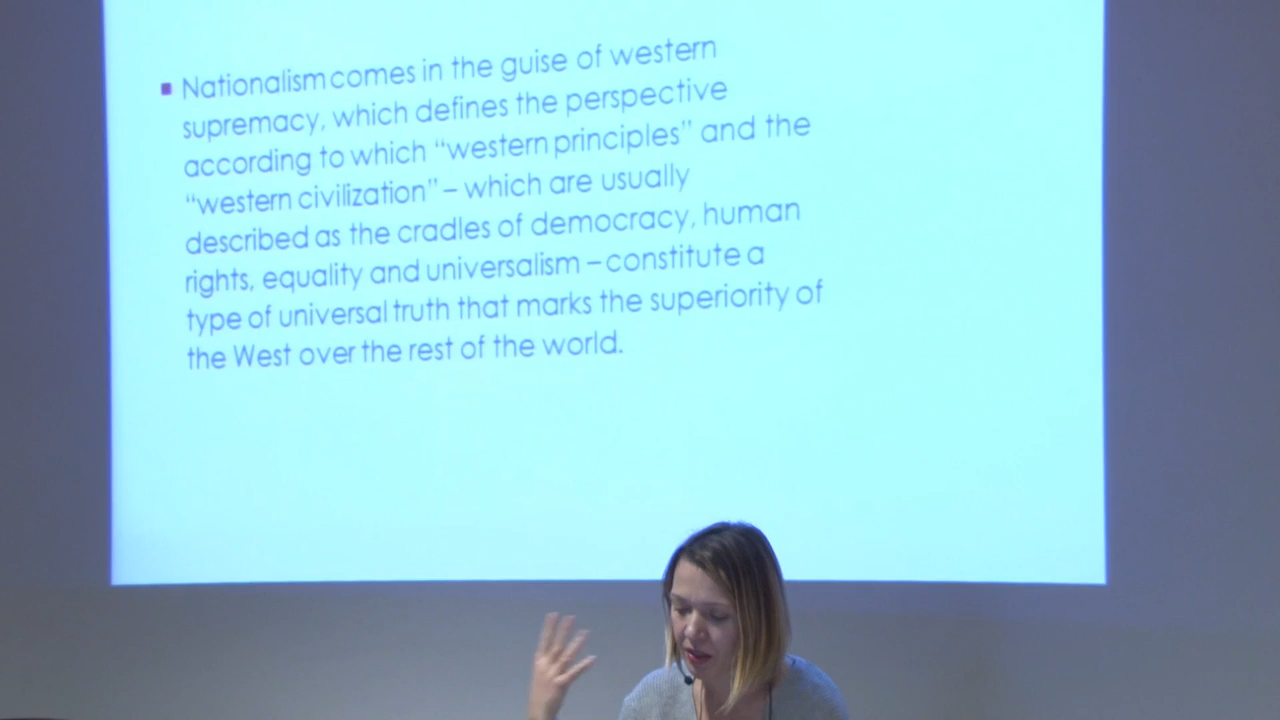 Nationalism comes in the guise of western
supremacy, which defines the perspective
according to which “western principles” and the
“western civilization” – which are usually
described as the cradles of democracy, human
rights, equality and universalism – constitute a
type of universal truth that marks the superiority of
the West over the rest of the world.